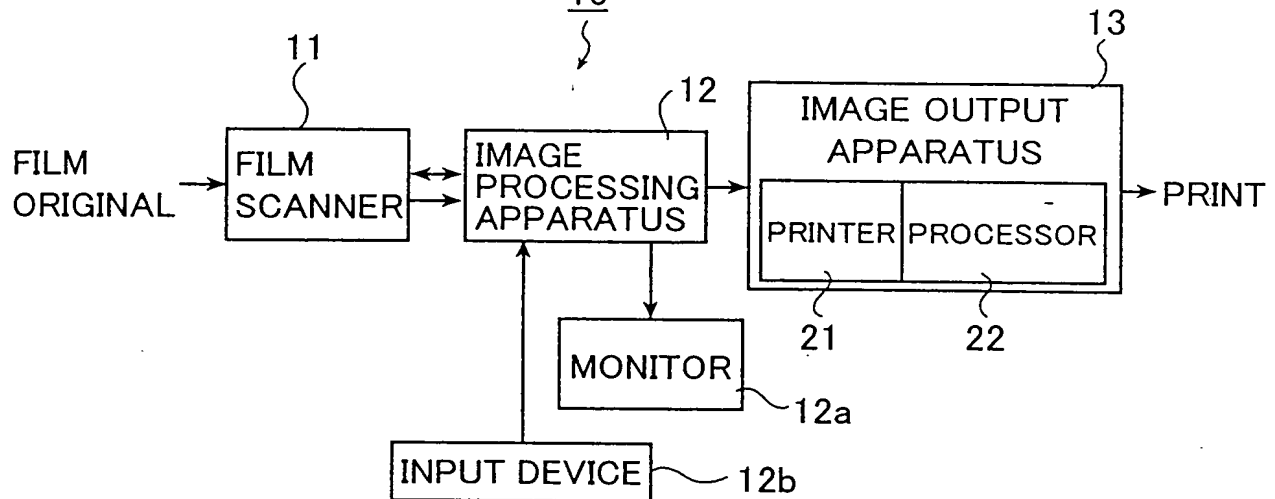 11
12
13
FILM
ORIGINAL
FILM
SCANNER
IMAGE
PROCESSING
APPARATUS
IMAGE OUTPUT
APPARATUS
PRINTER
PROCESSOR
PRINT
21
22
MONITOR
12a
INPUT DEVICE
12b